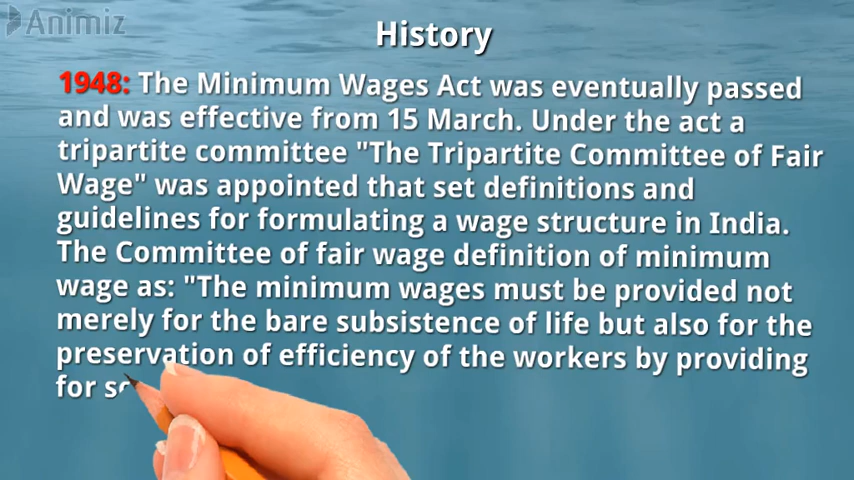 Animiz
History
1948: The Minimum Wages Act was eventually passed
and was effective from 15 March. Under the act a
tripartite committee "The Tripartite Committee of Fair
Wage" was appointed that set definitions and
guidelines for formulating a wage structure in India.
The Committee of fair wage definition of minimum
wage as: "The minimum wages must be provided not
merely for the bare subsistence of life but also for the
preservation of efficiency of the workers by providing
for